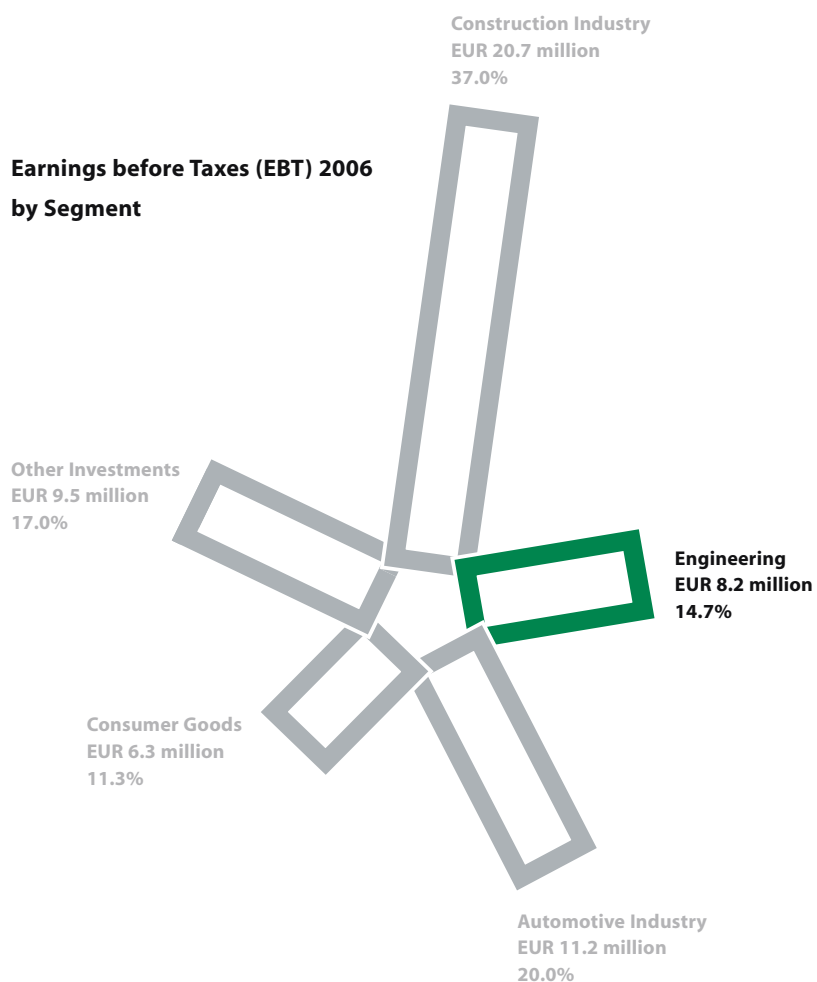 Construction Industry
EUR 20.7 million
37.0%
Earnings before Taxes (EBT) 2006
by Segment
Other Investments
EUR 9.5 million
17.0%
Engineering
EUR 8.2 million
14.7%
Consumer Goods
EUR 6.3 million
11.3%
Automotive Industry
EUR 11.2 million
20.0%